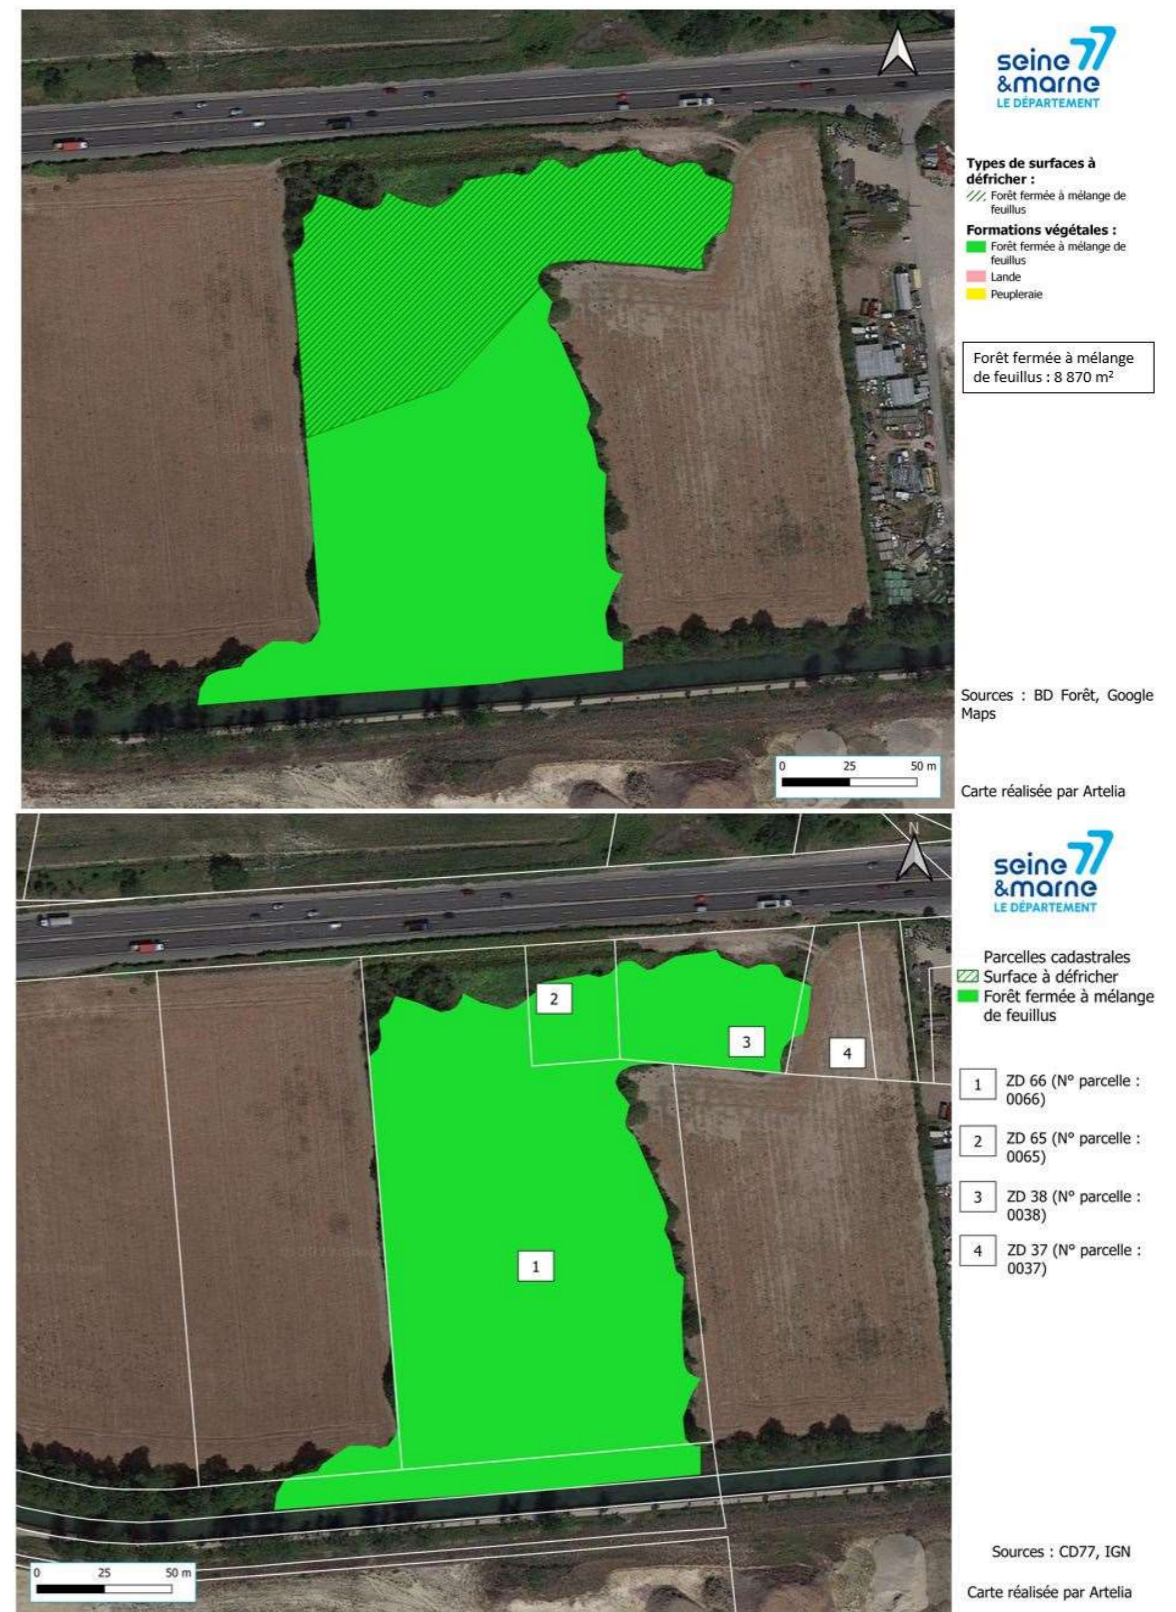 seine 77
&marne
LE DÉPARTEMENT
Types de surfaces à
défricher :
Forêt fermée à mélange de
feuillus
Formations végétales :
Forêt fermée à mélange de
feuillus
Lande
Peupleraie
Forêt fermée à mélange
de feuillus : 8 870 m²
Sources : BD Forêt, Google
Maps
0 25 50 m
Carte réalisée par Artelia
N
seine 77
&marne
LE DÉPARTEMENT
Parcelles cadastrales
Surface à défricher
Forêt fermée à mélange
de feuillus
2
3
4
1
1 ZD 66 (N° parcelle :
0066)
2 ZD 65 (N° parcelle :
0065)
3 ZD 38 (N° parcelle :
0038)
4 ZD 37 (N° parcelle :
0037)
Sources : CD77, IGN
0 25 50 m
Carte réalisée par Artelia